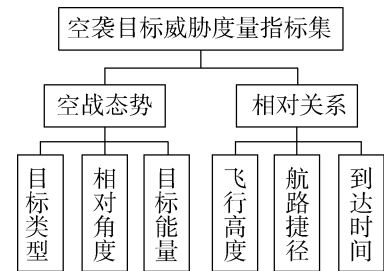 空袭目标威胁度量指标集
空战态势
相对关系
目标类型
相对角度
目标能量
飞行高度
航路捷径
到达时间